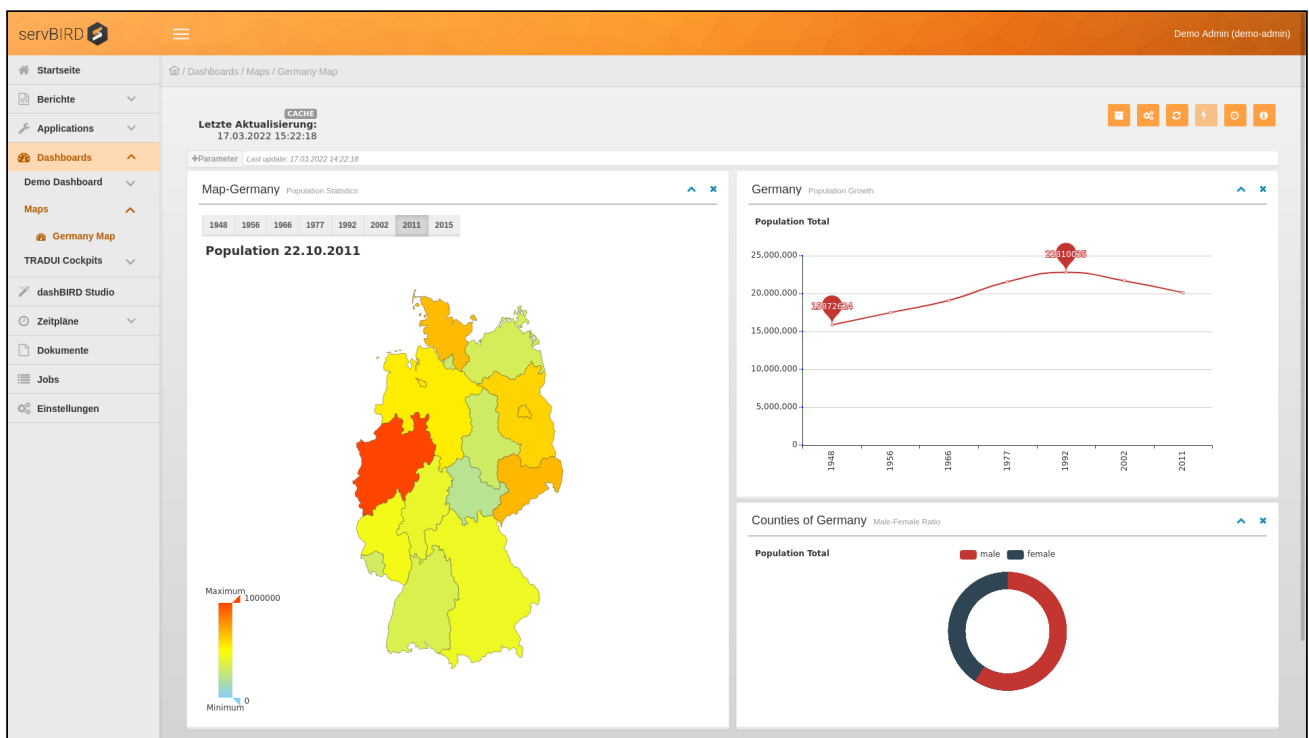 servBIRD
Demo Admin (demo-admin)
Startseite
Berichte
Applications
Dashboards
Demo Dashboard
Maps
Germany Map
TRADUI Cockpits
dashBIRD Studio
Zeitpläne
Dokumente
Jobs
Einstellungen
/ Dashboards / Maps / Germany Map
CACHE
Letzte Aktualisierung:
17.03.2022 15:22:18
+Parameter Last update: 17.03.2022 14:22:18
Map-Germany Population Statistics
1948 1956 1966 1977 1992 2002 2011 2015
Population 22.10.2011
Maximum
1000000
0
Minimum
Germany Population Growth
Population Total
25,000,000
20,000,000
15,000,000
10,000,000
5,000,000
0
15872624
22810095
1948 1956 1966 1977 1992 2002 2011
Counties of Germany Male-Female Ratio
Population Total
male female